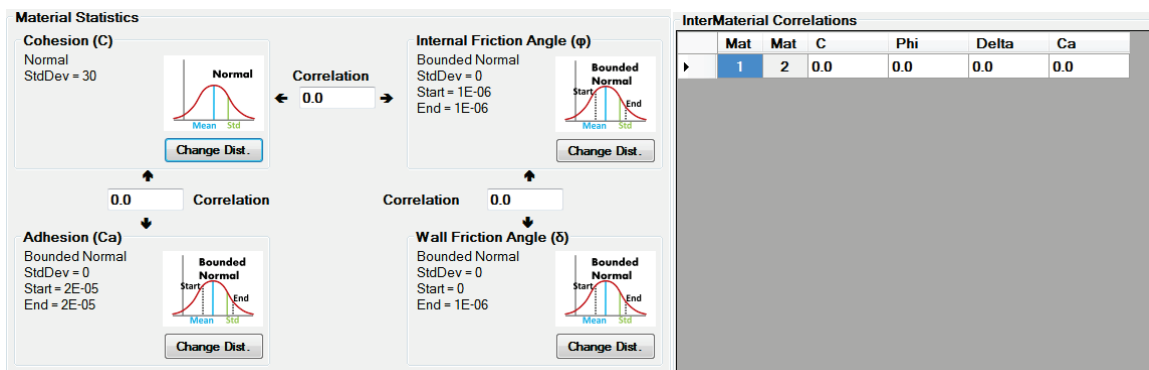 Material Statistics
Cohesion (C)
Normal
StdDev = 30
Normal
Mean Std
Change Dist.
Correlation
0.0
Internal Friction Angle (φ)
Bounded Normal
StdDev = 0
Start = 1E-06
End = 1E-06
Bounded
Normal
Start
End
Mean Std
Change Dist.
0.0 Correlation
Correlation 0.0
Adhesion (Ca)
Bounded Normal
StdDev = 0
Start = 2E-05
End = 2E-05
Bounded
Normal
Start
End
Mean Std
Change Dist.
Wall Friction Angle (δ)
Bounded Normal
StdDev = 0
Start = 0
End = 1E-06
Bounded
Normal
Start
End
Mean Std
Change Dist.
InterMaterial Correlations
Mat Mat C Phi Delta Ca
1 2 0.0 0.0 0.0 0.0